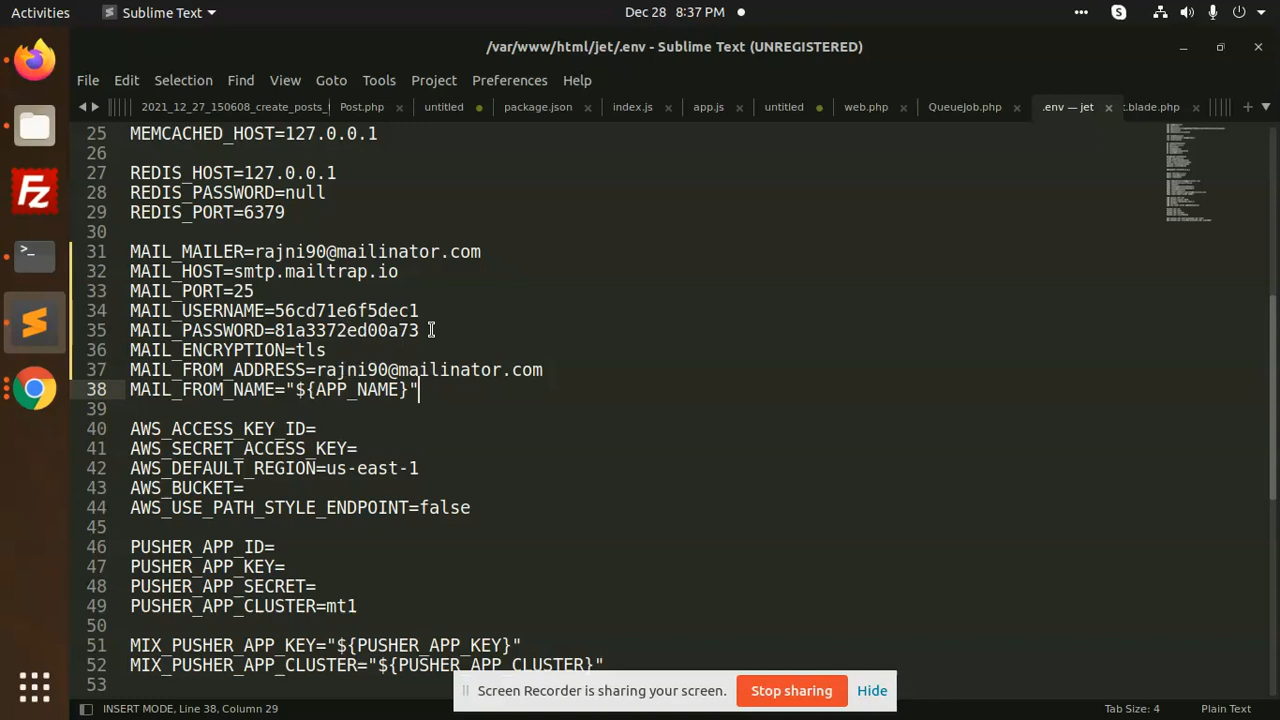 Activities
Sublime Text
Dec 28 8:37 PM
/var/www/html/jet/.env - Sublime Text (UNREGISTERED)
File Edit Selection Find View Goto Tools Project Preferences Help
2021_12_27_150608_create_posts_ Post.php untitled package.json index.js app.js untitled web.php QueueJob.php .env — jet t.blade.php
25 MEMCACHED_HOST=127.0.0.1
26
27 REDIS_HOST=127.0.0.1
28 REDIS_PASSWORD=null
29 REDIS_PORT=6379
30
31 MAIL_MAILER=rajni90@mailinator.com
32 MAIL_HOST=smtp.mailtrap.io
33 MAIL_PORT=25
34 MAIL_USERNAME=56cd71e6f5dec1
35 MAIL_PASSWORD=81a3372ed00a73
36 MAIL_ENCRYPTION=tls
37 MAIL_FROM_ADDRESS=rajni90@mailinator.com
38 MAIL_FROM_NAME="${APP_NAME}"
39
40 AWS_ACCESS_KEY_ID=
41 AWS_SECRET_ACCESS_KEY=
42 AWS_DEFAULT_REGION=us-east-1
43 AWS_BUCKET=
44 AWS_USE_PATH_STYLE_ENDPOINT=false
45
46 PUSHER_APP_ID=
47 PUSHER_APP_KEY=
48 PUSHER_APP_SECRET=
49 PUSHER_APP_CLUSTER=mt1
50
51 MIX_PUSHER_APP_KEY="${PUSHER_APP_KEY}"
52 MIX_PUSHER_APP_CLUSTER="${PUSHER_APP_CLUSTER}"
53
Screen Recorder is sharing your screen. Stop sharing Hide
INSERT MODE, Line 38, Column 29
Tab Size: 4
Plain Text